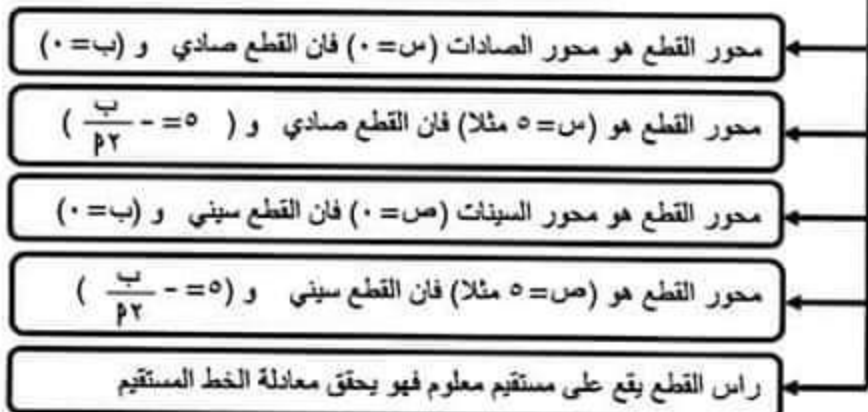 محور القطع هو محور الصادات (س = ٠) فان القطع صادي و (ب = ٠)
محور القطع هو (س = ٥ مثلا) فان القطع صادي و ( ٥ = - ب/٢م )
محور القطع هو محور السينات (ص = ٠) فان القطع سيني و (ب = ٠)
محور القطع هو (ص = ٥ مثلا) فان القطع سيني و (٥ = - ب/٢م )
راس القطع يقع على مستقيم معلوم فهو يحقق معادلة الخط المستقيم